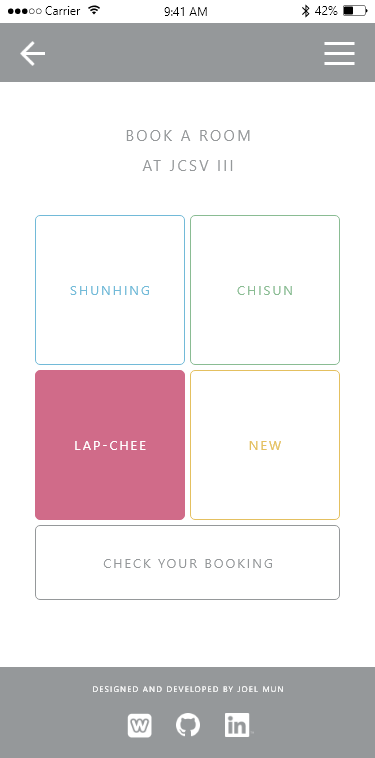 Carrier 9:41 AM 42%
BOOK A ROOM
AT JCSV III
SHUNHING CHISUN
LAP-CHEE NEW
CHECK YOUR BOOKING
DESIGNED AND DEVELOPED BY JOEL MUN
W in